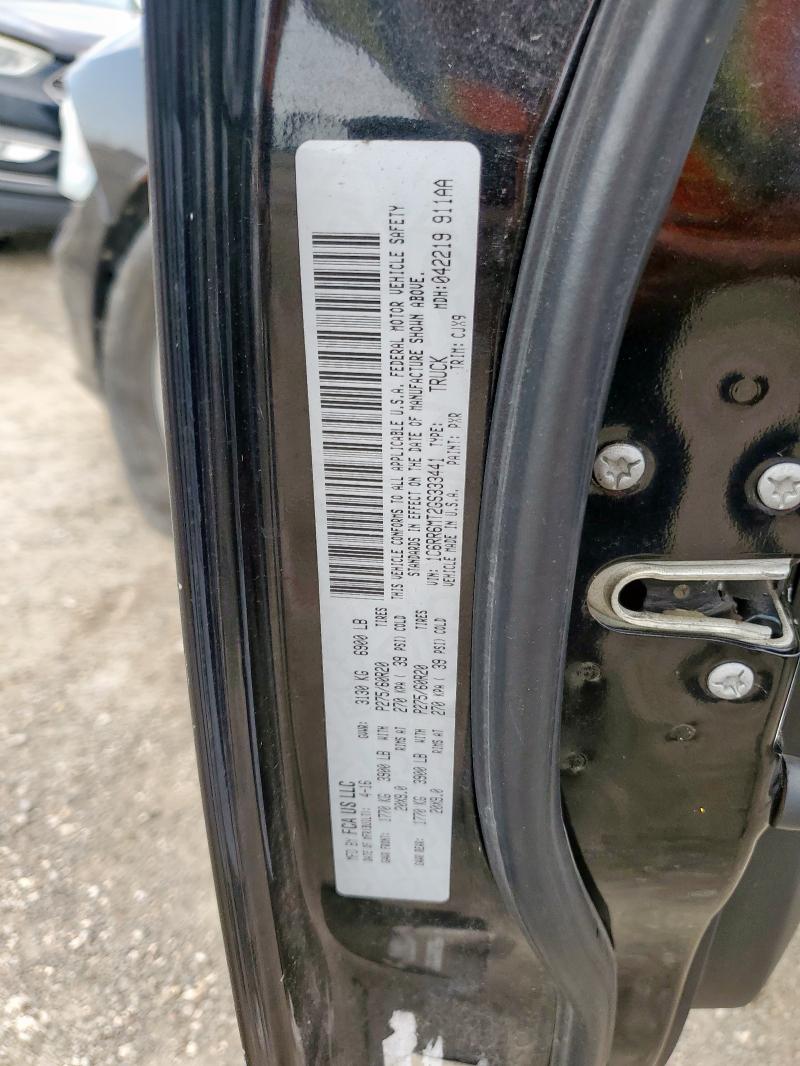 MFD BY: FCA US LLC
DATE OF MFR(BUILT): 4-16 GVWR: 3130 KG 6900 LB
GAWR FRONT: 1770 KG 3900 LB WITH P275/60R20 TIRES
20X9.0 RIMS AT 270 KPA ( 39 PSI) COLD
GAWR REAR: 1770 KG 3900 LB WITH P275/60R20 TIRES
20X9.0 RIMS AT 270 KPA ( 39 PSI) COLD
THIS VEHICLE CONFORMS TO ALL APPLICABLE U.S.A. FEDERAL MOTOR VEHICLE SAFETY
STANDARDS IN EFFECT ON THE DATE OF MANUFACTURE SHOWN ABOVE.
VIN: 1C6RR6MT2GS333441 TYPE: TRUCK MDH:042219 911AA
VEHICLE MADE IN U.S.A. PAINT: PXR TRIM: CJX9